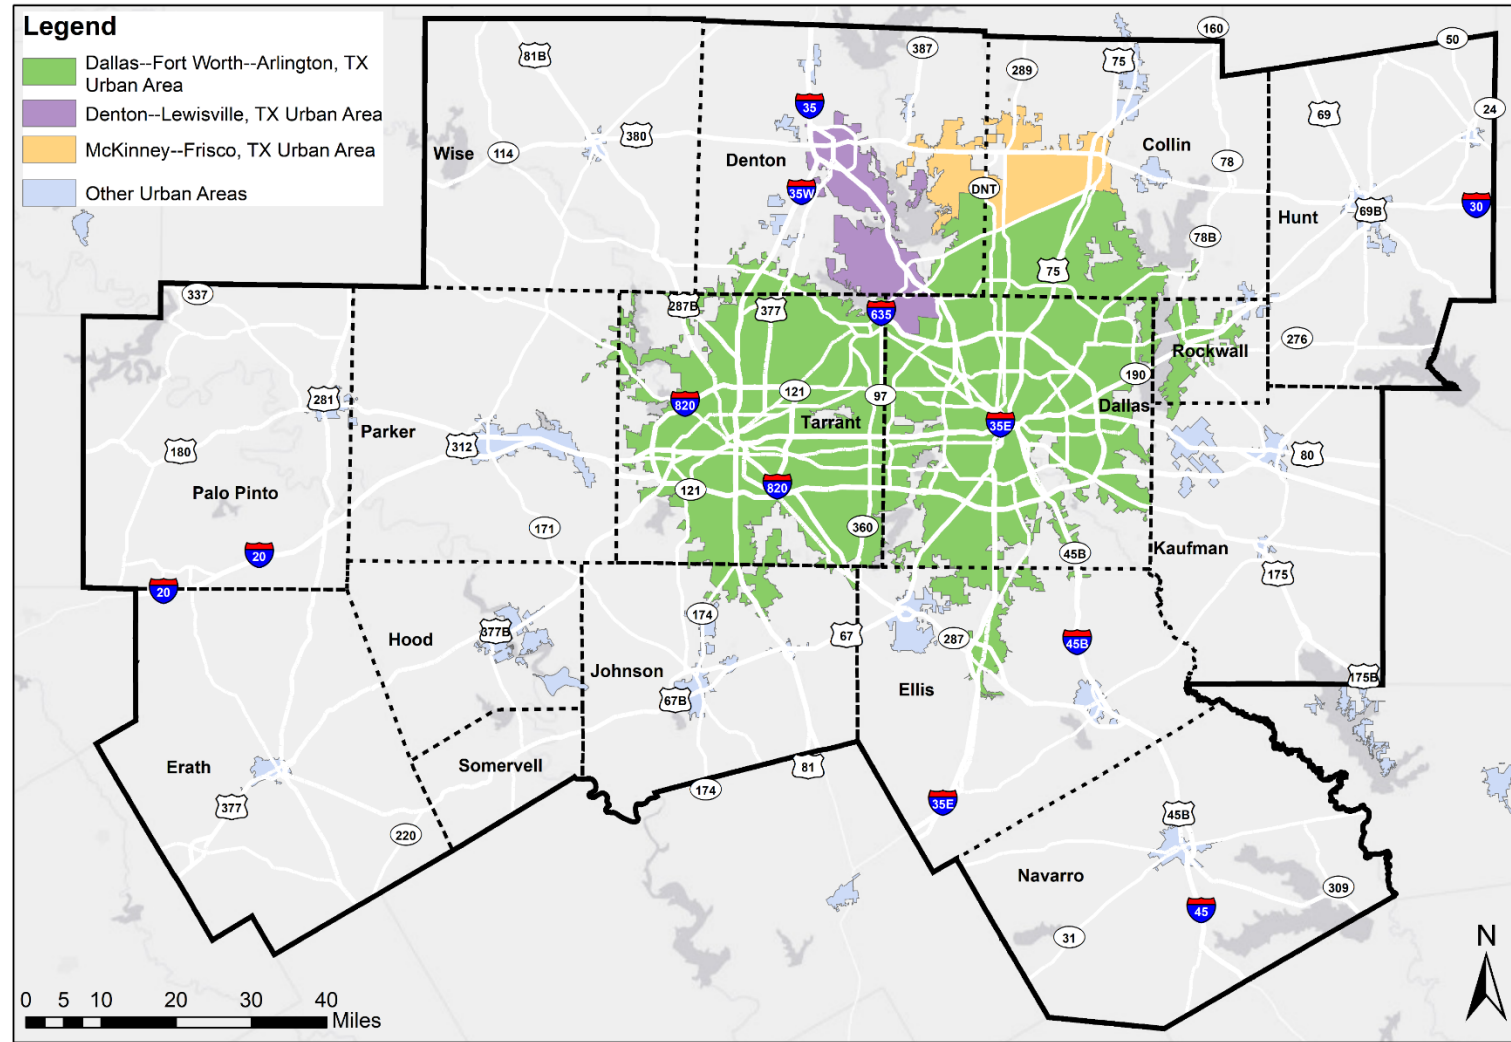 Legend
Dallas--Fort Worth--Arlington, TX
Urban Area
Denton--Lewisville, TX Urban Area
McKinney--Frisco, TX Urban Area
Other Urban Areas
160
50
387
81B
289
75
35
69
24
380
Wise
114
Denton
Collin
78
35W
DNT
69B
30
Hunt
78B
75
337
287B
377
635
276
Rockwall
190
281
820
121
97
Dallas
Tarrant
35E
Parker
312
180
80
820
121
Palo Pinto
171
360
45B
Kaufman
20
175
20
174
377B
Hood
67
287
45B
Johnson
175B
67B
Ellis
Erath
Somervell
81
174
377
35E
45B
220
Navarro
309
45
31
N
0 5 10 20 30 40
Miles